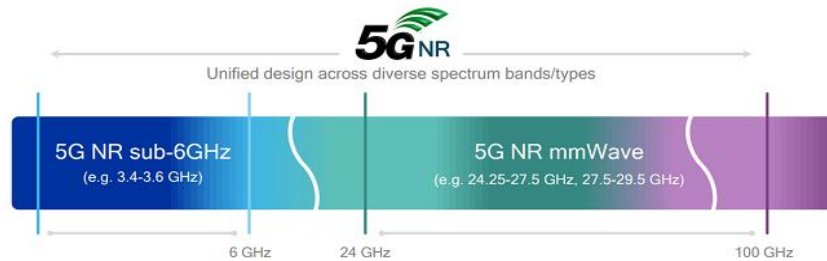 5G NR
Unified design across diverse spectrum bands/types
5G NR sub-6GHz
(e.g. 3.4-3.6 GHz)
5G NR mmWave
(e.g. 24.25-27.5 GHz, 27.5-29.5 GHz)
6 GHz
24 GHz
100 GHz